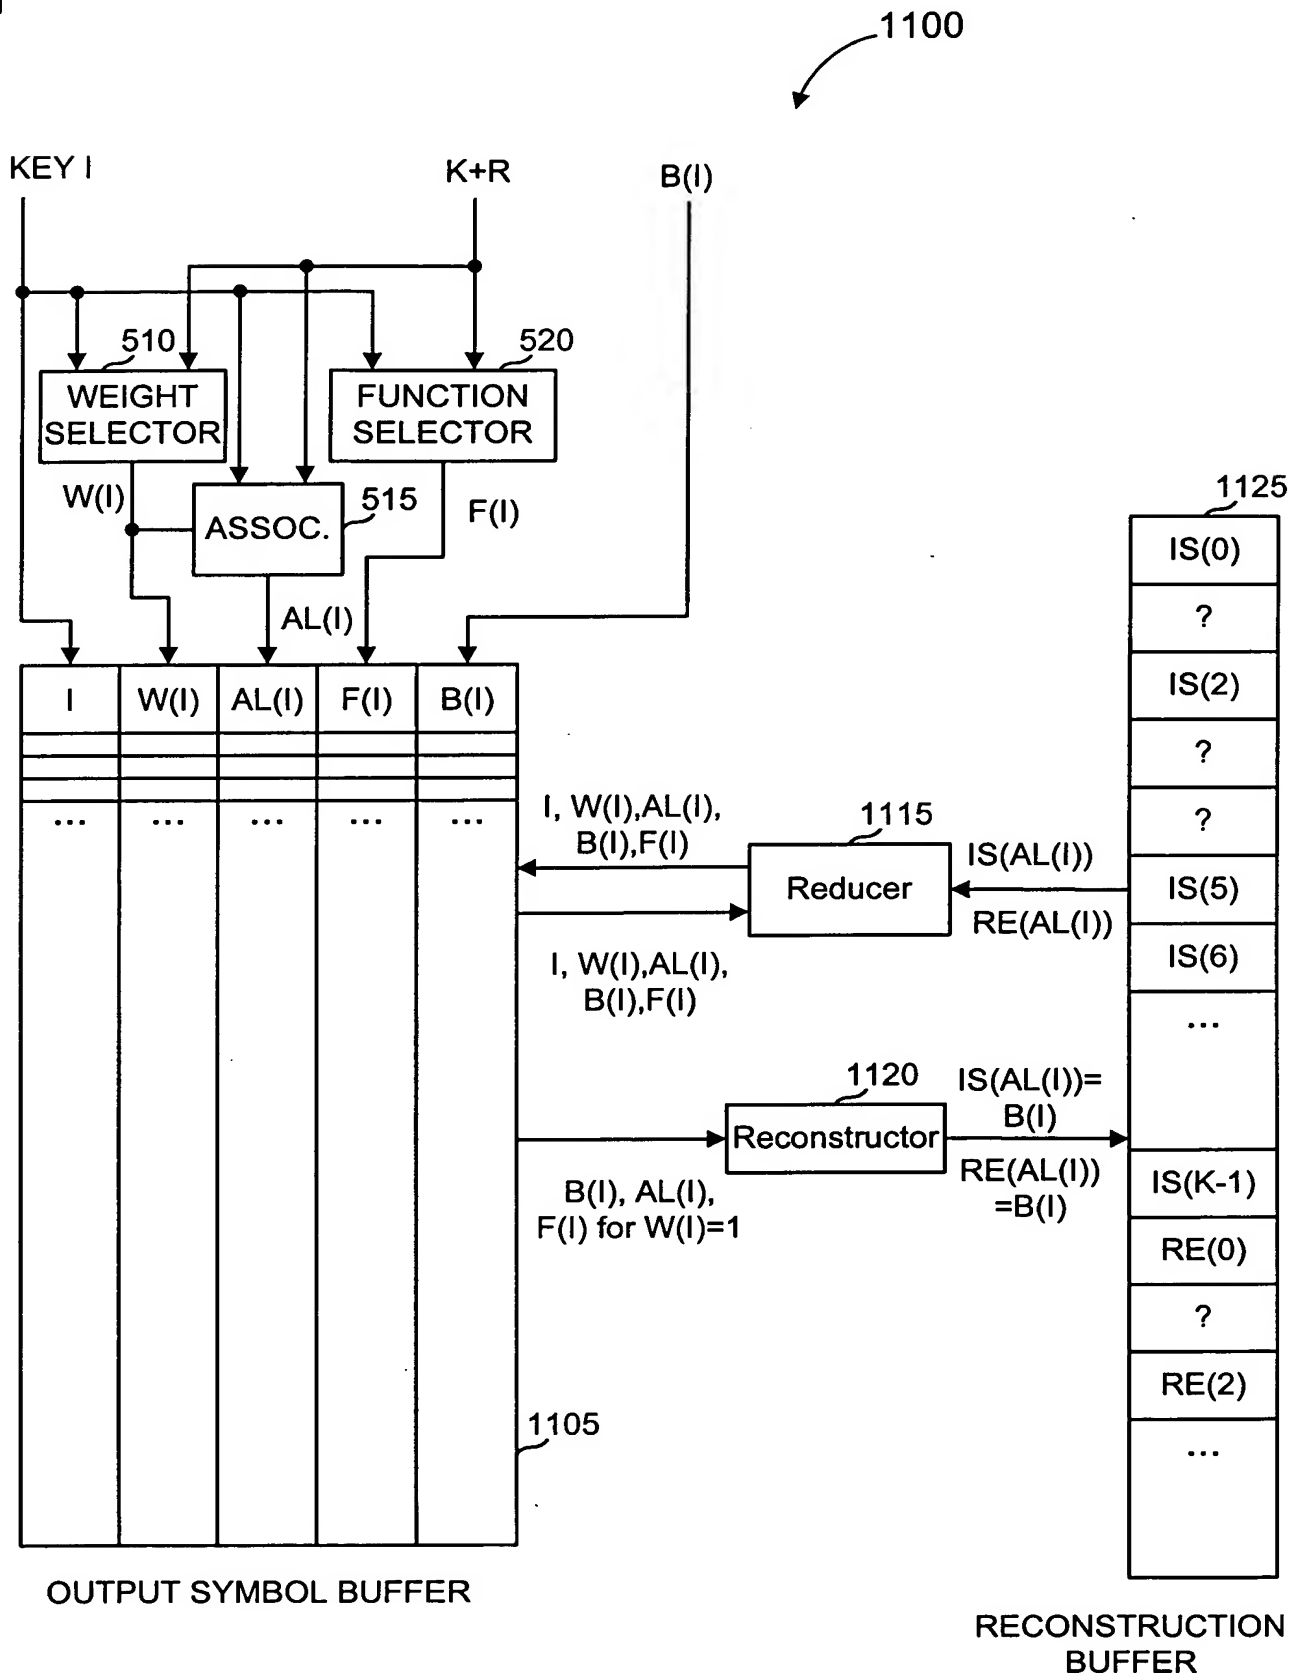 1100
KEY I
K+R
B(I)
510
520
WEIGHT
SELECTOR
FUNCTION
SELECTOR
W(I)
515
F(I)
ASSOC.
AL(I)
1125
IS(0)
?
IS(2)
?
?
IS(5)
IS(6)
...
IS(K-1)
RE(0)
?
RE(2)
...
I
W(I)
AL(I)
F(I)
B(I)
...
...
...
...
...
I, W(I),AL(I),
B(I),F(I)
1115
Reducer
IS(AL(I))
RE(AL(I))
I, W(I),AL(I),
B(I),F(I)
1120
Reconstructor
IS(AL(I))=
B(I)
RE(AL(I))
=B(I)
B(I), AL(I),
F(I) for W(I)=1
1105
OUTPUT SYMBOL BUFFER
RECONSTRUCTION
BUFFER